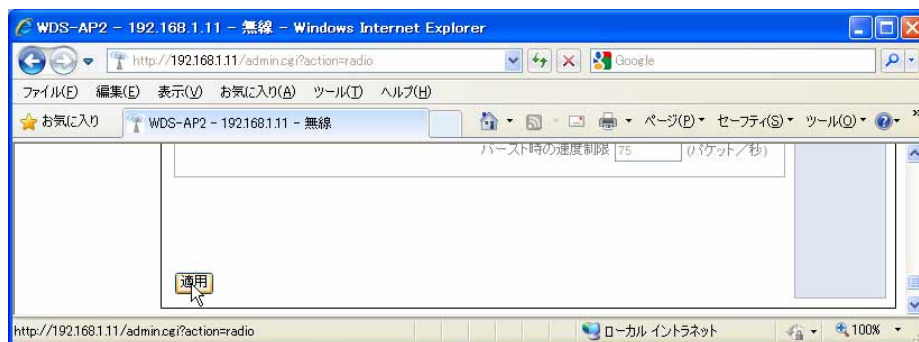 WDS-AP2 - 192.168.1.11 - 無線 - Windows Internet Explorer
http://192.168.1.11/admin.cgi?action=radio
Google
ファイル(F) 編集(E) 表示(V) お気に入り(A) ツール(T) ヘルプ(H)
お気に入り WDS-AP2 - 192.168.1.11 - 無線 ページ(P) セーフティ(S) ツール(O) »
バースト時の速度制限 75 (パケット/秒)
適用
http://192.168.1.11/admin.cgi?action=radio ローカル イントラネット 100%